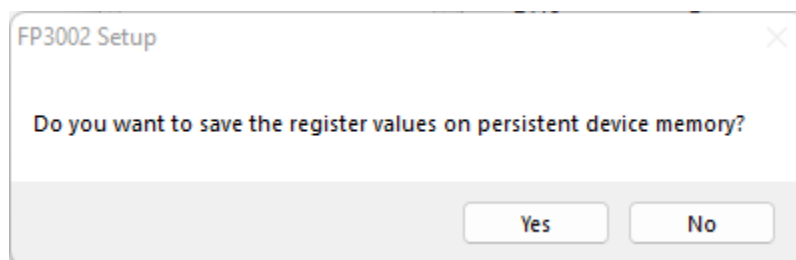 FP3002 Setup
Do you want to save the register values on persistent device memory?
Yes
No